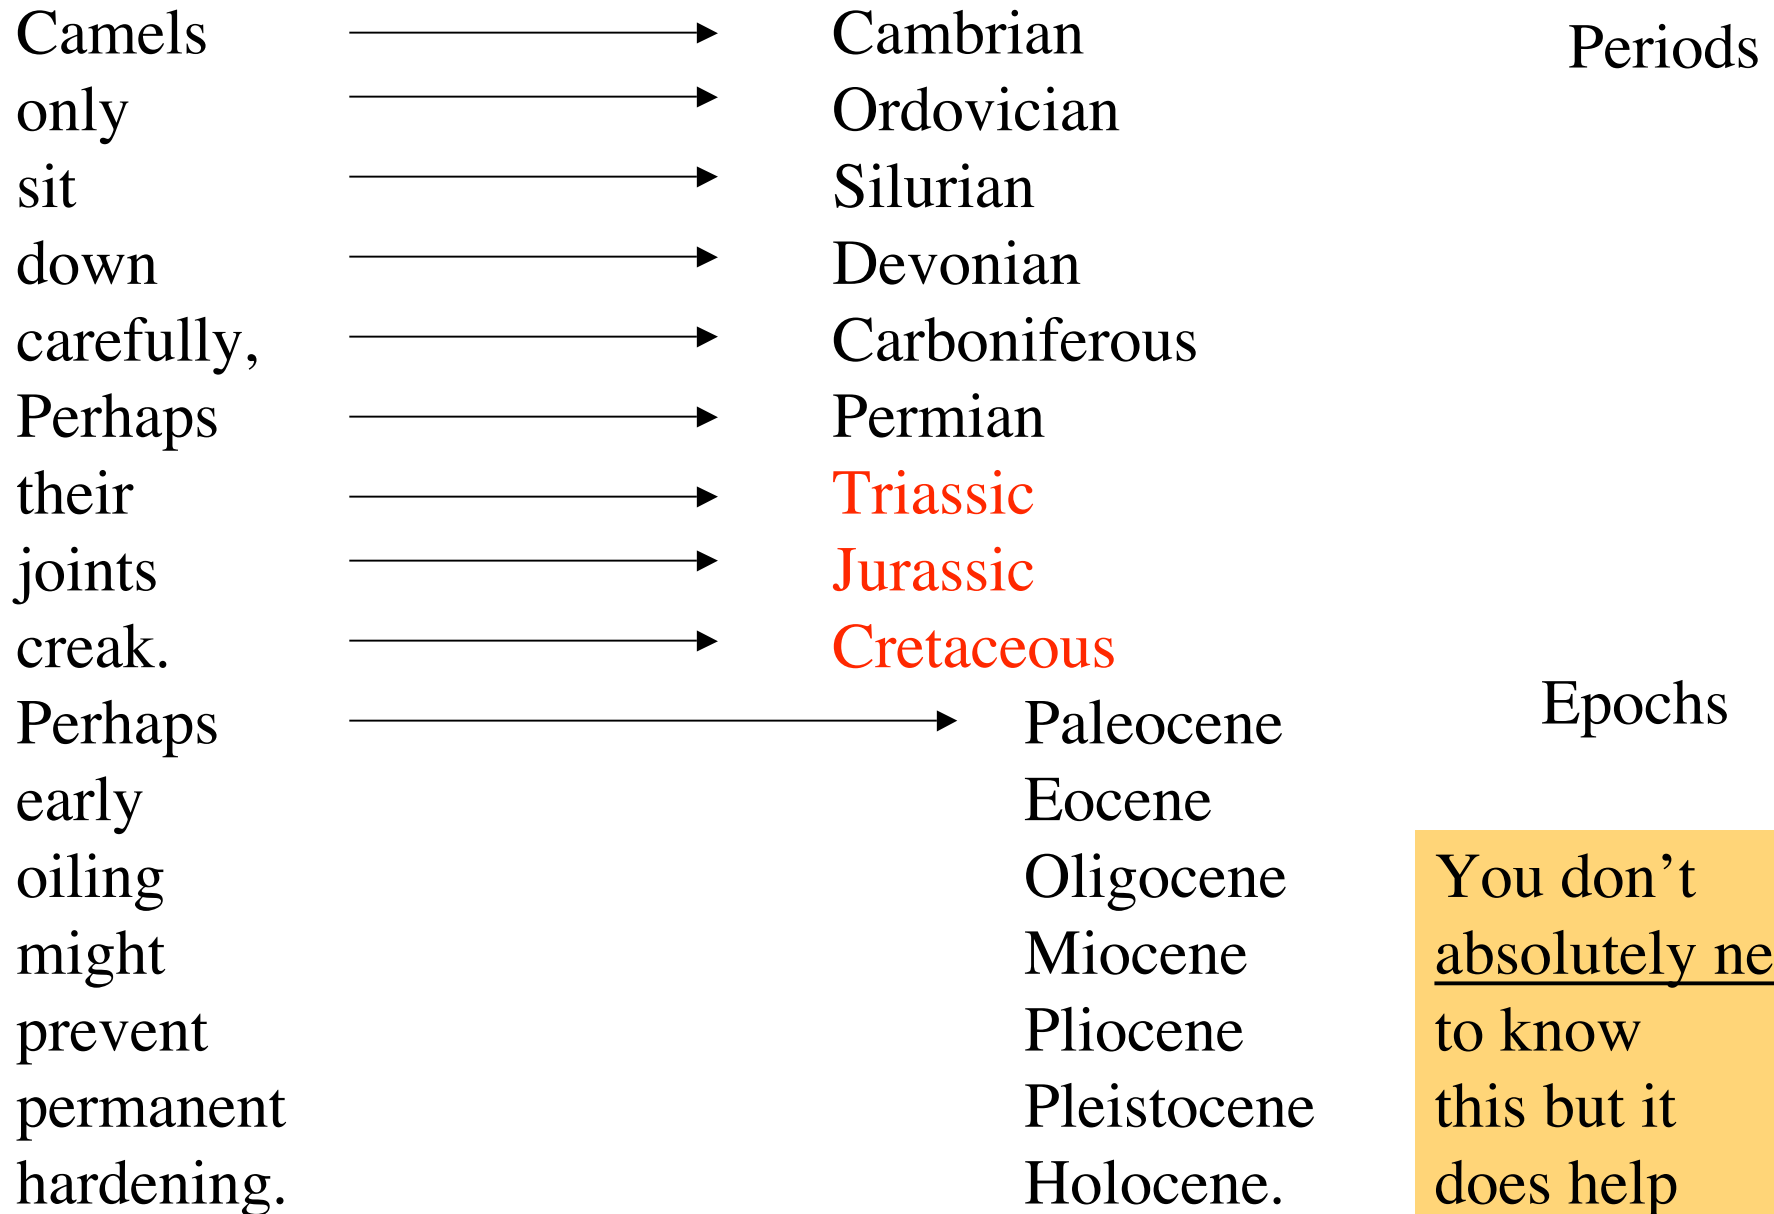 Camels Cambrian Periods
only Ordovician
sit Silurian
down Devonian
carefully, Carboniferous
Perhaps Permian
their Triassic
joints Jurassic
creak. Cretaceous
Perhaps Paleocene Epochs
early Eocene
oiling Oligocene You don’t
might Miocene absolutely ne
prevent Pliocene to know
permanent Pleistocene this but it
hardening. Holocene. does help